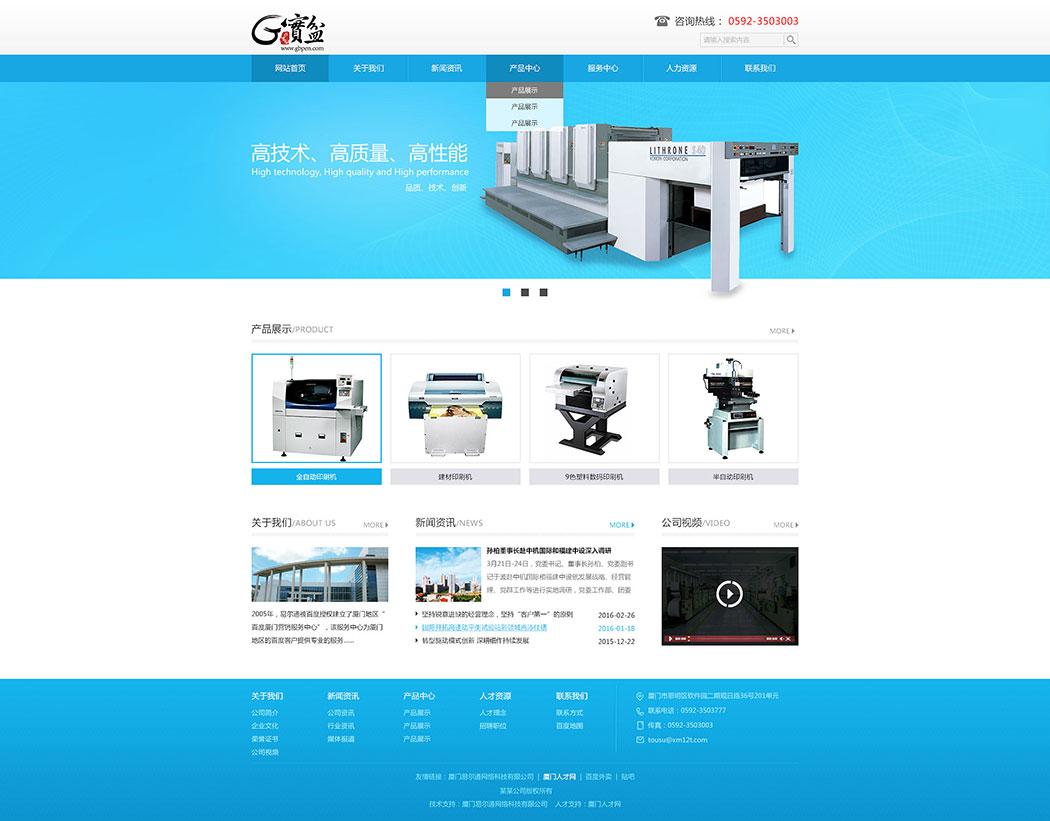 G寶盆
www.gbpen.com
咨询热线： 0592-3503003
请输入搜索内容
网站首页 关于我们 新闻资讯 产品中心 服务中心 人力资源 联系我们
产品展示
产品展示
产品展示
高技术、高质量、高性能
High technology, High quality and High performance
品质、技术、创新
LITHRONE S40
KOMORI CORPORATION
产品展示/PRODUCT MORE
全自动印刷机 建材印刷机 9色塑料数码印刷机 半自动印刷机
关于我们/ABOUT US MORE
2005年，易尔通被百度授权建立了厦门地区“
百度厦门营销服务中心”，该服务中心为厦门
地区的百度客户提供专业的服务......
新闻资讯/NEWS MORE
孙柏董事长赴中机国际和福建中设深入调研
3月21日-24日，党委书记、董事长孙柏、党委副书
记于波赴中机国际和福建中设就发展战略、经营管
理、党群工作等进行实地调研，党委工作部、团委
坚持锐意进取的经营理念，坚持“客户第一”的原则 2016-02-26
2016-01-18
转型驱动模式创新 深耕细作持续发展 2015-12-22
公司视频/VIDEO MORE
关于我们 新闻资讯 产品中心 人才资源 联系我们
公司简介 公司资讯 产品展示 人才理念 联系方式
企业文化 行业资讯 产品展示 招聘职位 百度地图
荣誉证书 媒体报道 产品展示
公司视频
厦门市思明区软件园二期观日路36号201单元
联系电话：0592-3503777
传真：0592-3503003
tousu@xm12t.com
友情链接：厦门易尔通网络科技有限公司 | 厦门人才网 | 百度外卖 | 贴吧
某某公司版权所有
技术支持：厦门易尔通网络科技有限公司 人才支持：厦门人才网